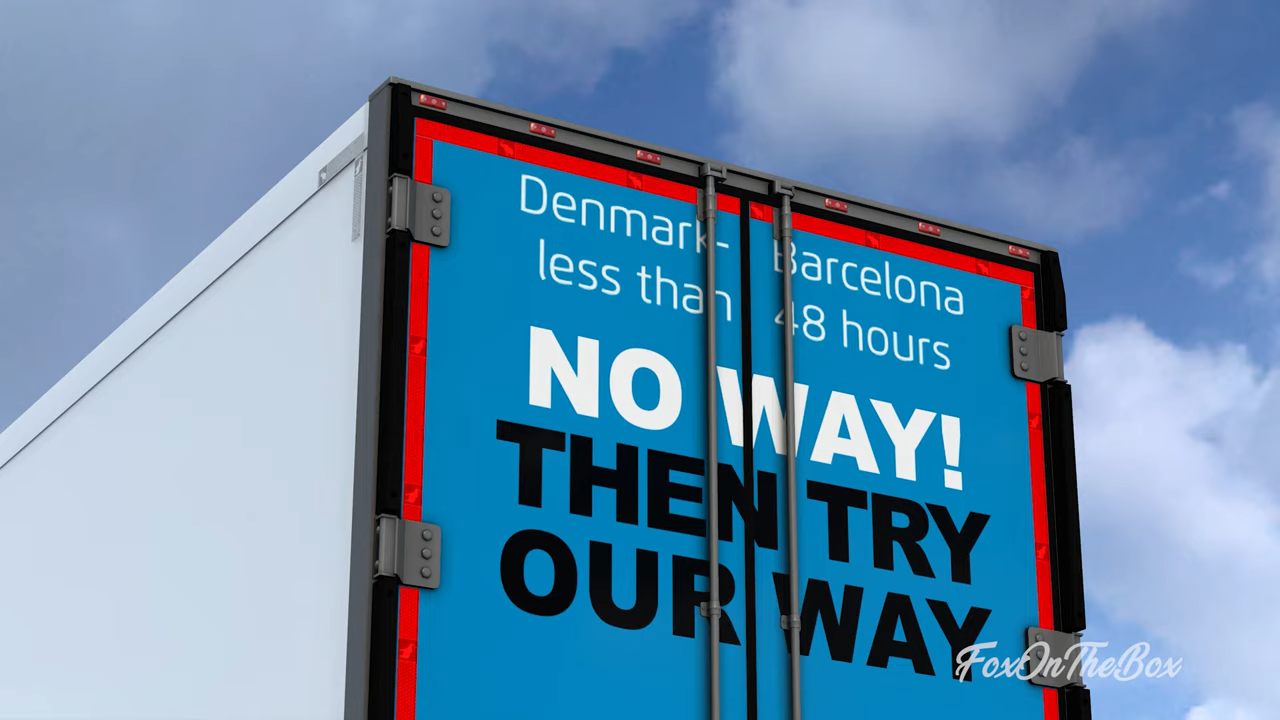 Denmark- Barcelona
less than 48 hours
NO WAY!
THEN TRY
OUR WAY
FoxOnTheBox